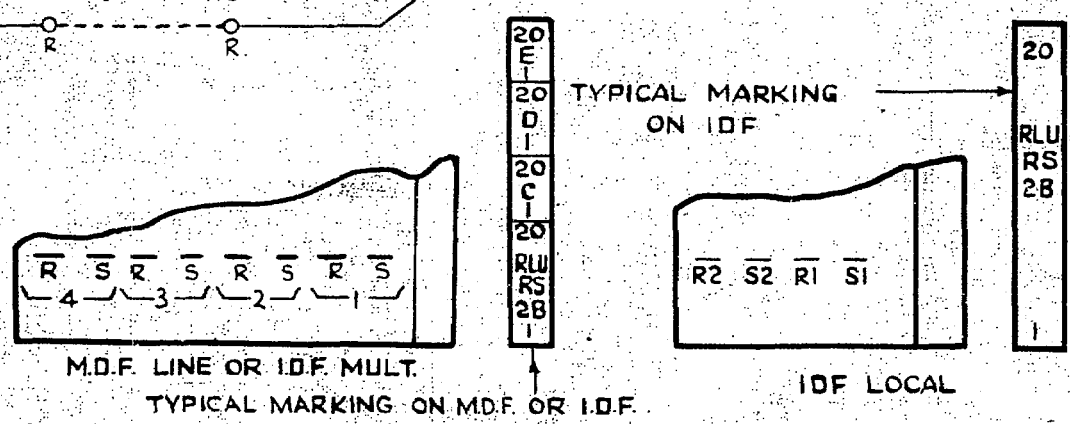 R R
20
E
1
20
D
1
20
C
1
20
RLU
RS
2B
1
TYPICAL MARKING
ON IDF
20
RLU
RS
2B
1
R S R S R S R S
4 3 2 1
R2 S2 R1 S1
M.D.F. LINE OR I.D.F. MULT.
IDF LOCAL
TYPICAL MARKING ON M.D.F. OR I.D.F.